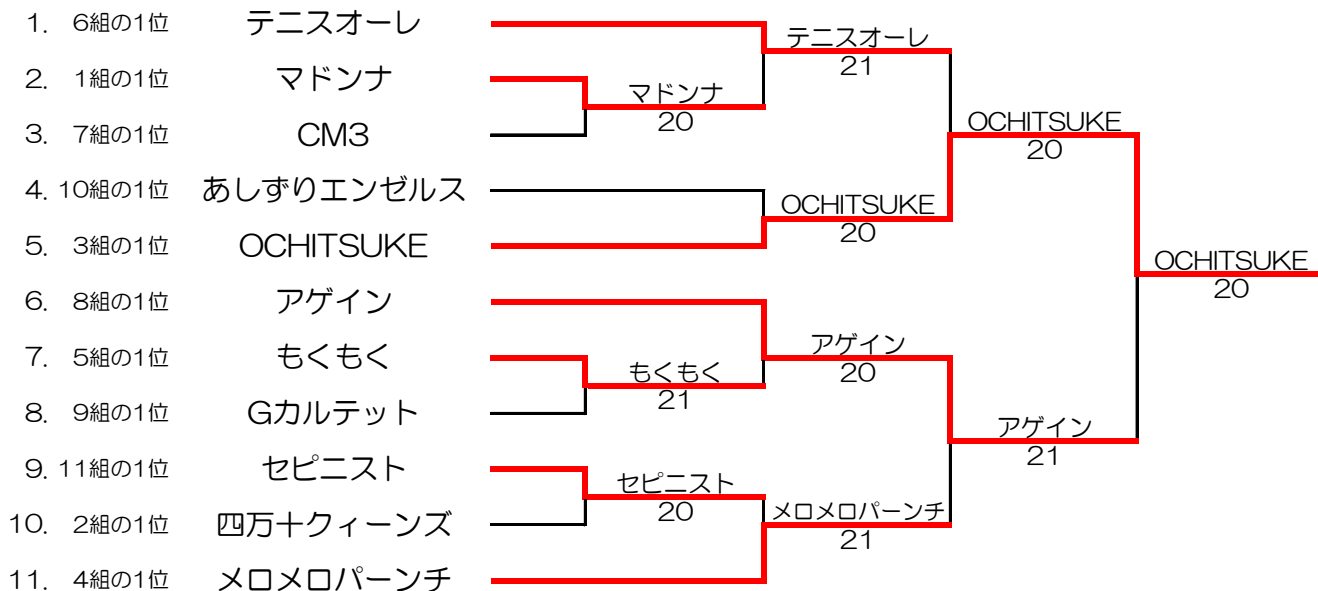 1. 6組の1位 テニスオーレ
2. 1組の1位 マドンナ
3. 7組の1位 CM3
4. 10組の1位 あしずりエンゼルス
5. 3組の1位 OCHITSUKE
6. 8組の1位 アゲイン
7. 5組の1位 もくもく
8. 9組の1位 Gカルテット
9. 11組の1位 セピニスト
10. 2組の1位 四万十クィーンズ
11. 4組の1位 メロメロパーンチ
マドンナ
20
もくもく
21
セピニスト
20
テニスオーレ
21
OCHITSUKE
20
アゲイン
20
メロメロパーンチ
21
OCHITSUKE
20
アゲイン
21
OCHITSUKE
20